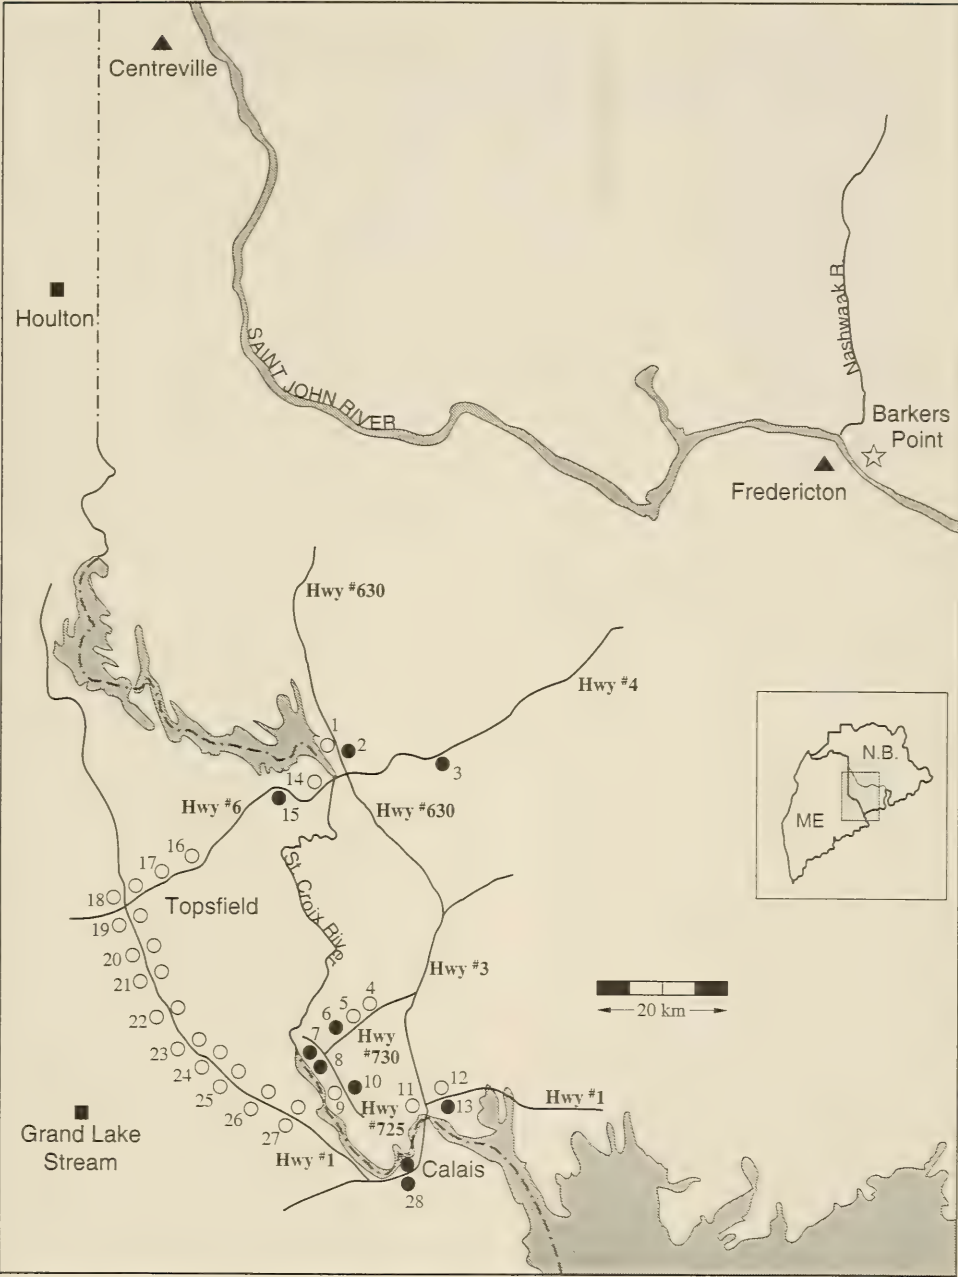 Centreville
Houlton
SAINT JOHN RIVER
Nashwaak R.
Barkers
Point
Fredericton
Hwy #630
Hwy #4
1
2
3
14
15
Hwy #6
Hwy #630
N.B.
ME
16
17
18
Topsfield
19
St. Croix River
20
21
Hwy #3
4
5
6
22
20 km
7
Hwy
#730
8
23
24
10
25
9
11
12
13
Hwy #1
Hwy
#725
26
27
Grand Lake
Stream
Hwy #1
Calais
28